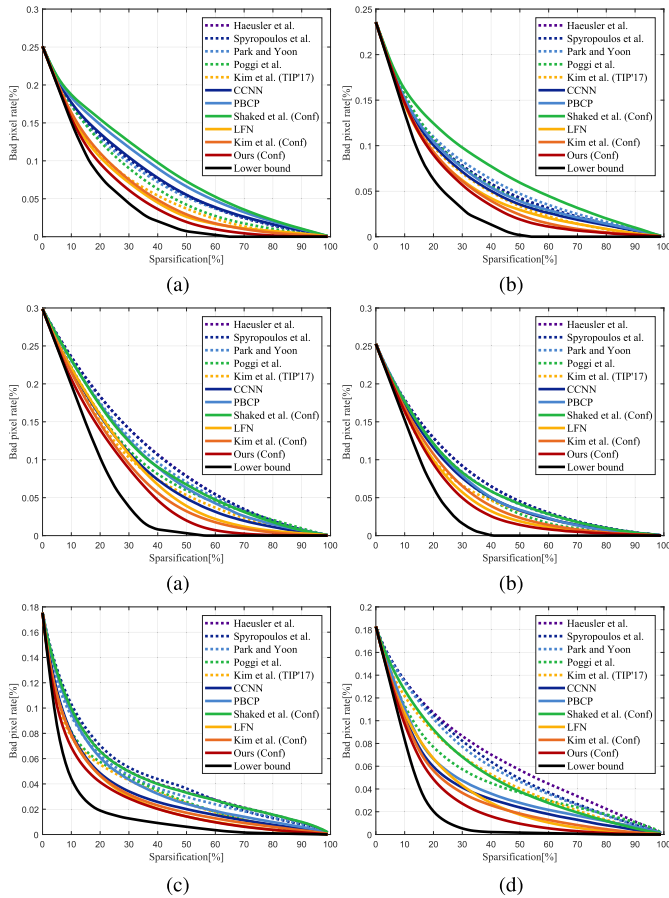 0.3
0.25
0.2
0.15
0.1
0.05
0
Bad pixel rate[%]
0 10 20 30 40 50 60 70 80 90 100
Sparsification[%]
Haeusler et al.
Spyropoulos et al.
Park and Yoon
Poggi et al.
Kim et al. (TIP'17)
CCNN
PBCP
Shaked et al. (Conf)
LFN
Kim et al. (Conf)
Ours (Conf)
Lower bound
(a)
0.25
0.2
0.15
0.1
0.05
0
Bad pixel rate[%]
0 10 20 30 40 50 60 70 80 90 100
Sparsification[%]
Haeusler et al.
Spyropoulos et al.
Park and Yoon
Poggi et al.
Kim et al. (TIP'17)
CCNN
PBCP
Shaked et al. (Conf)
LFN
Kim et al. (Conf)
Ours (Conf)
Lower bound
(b)
0.3
0.25
0.2
0.15
0.1
0.05
0
Bad pixel rate[%]
0 10 20 30 40 50 60 70 80 90 100
Sparsification[%]
Haeusler et al.
Spyropoulos et al.
Park and Yoon
Poggi et al.
Kim et al. (TIP'17)
CCNN
PBCP
Shaked et al. (Conf)
LFN
Kim et al. (Conf)
Ours (Conf)
Lower bound
(a)
0.3
0.25
0.2
0.15
0.1
0.05
0
Bad pixel rate[%]
0 10 20 30 40 50 60 70 80 90 100
Sparsification[%]
Haeusler et al.
Spyropoulos et al.
Park and Yoon
Poggi et al.
Kim et al. (TIP'17)
CCNN
PBCP
Shaked et al. (Conf)
LFN
Kim et al. (Conf)
Ours (Conf)
Lower bound
(b)
0.18
0.16
0.14
0.12
0.1
0.08
0.06
0.04
0.02
0
Bad pixel rate[%]
0 10 20 30 40 50 60 70 80 90 100
Sparsification[%]
Haeusler et al.
Spyropoulos et al.
Park and Yoon
Poggi et al.
Kim et al. (TIP'17)
CCNN
PBCP
Shaked et al. (Conf)
LFN
Kim et al. (Conf)
Ours (Conf)
Lower bound
(c)
0.2
0.18
0.16
0.14
0.12
0.1
0.08
0.06
0.04
0.02
0
Bad pixel rate[%]
0 10 20 30 40 50 60 70 80 90 100
Sparsification[%]
Haeusler et al.
Spyropoulos et al.
Park and Yoon
Poggi et al.
Kim et al. (TIP'17)
CCNN
PBCP
Shaked et al. (Conf)
LFN
Kim et al. (Conf)
Ours (Conf)
Lower bound
(d)